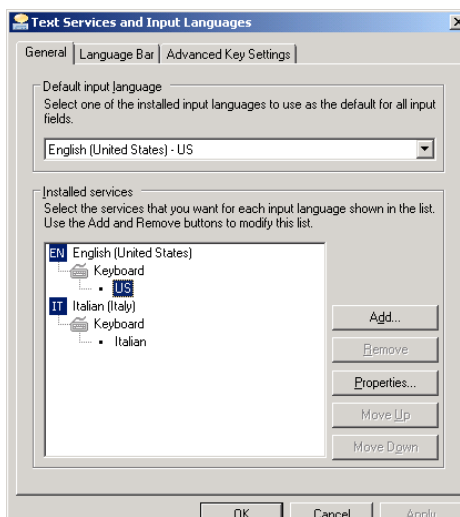 Text Services and Input Languages
General Language Bar Advanced Key Settings
Default input language
Select one of the installed input languages to use as the default for all input
fields.
English (United States) - US
Installed services
Select the services that you want for each input language shown in the list.
Use the Add and Remove buttons to modify this list.
EN English (United States)
Keyboard
• US
IT Italian (Italy)
Keyboard
• Italian
Add...
Remove
Properties...
Move Up
Move Down
OK Cancel Apply